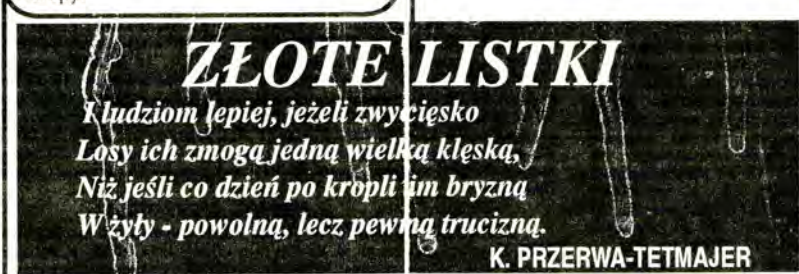 ZŁOTE LISTKI
I ludziom lepiej, jeżeli zwycięsko
Losy ich zmogą jedną wielką klęską,
Niż jeśli co dzień po kropli im bryzną
W żyły - powolną, lecz pewną trucizną.
K. PRZERWA-TETMAJER